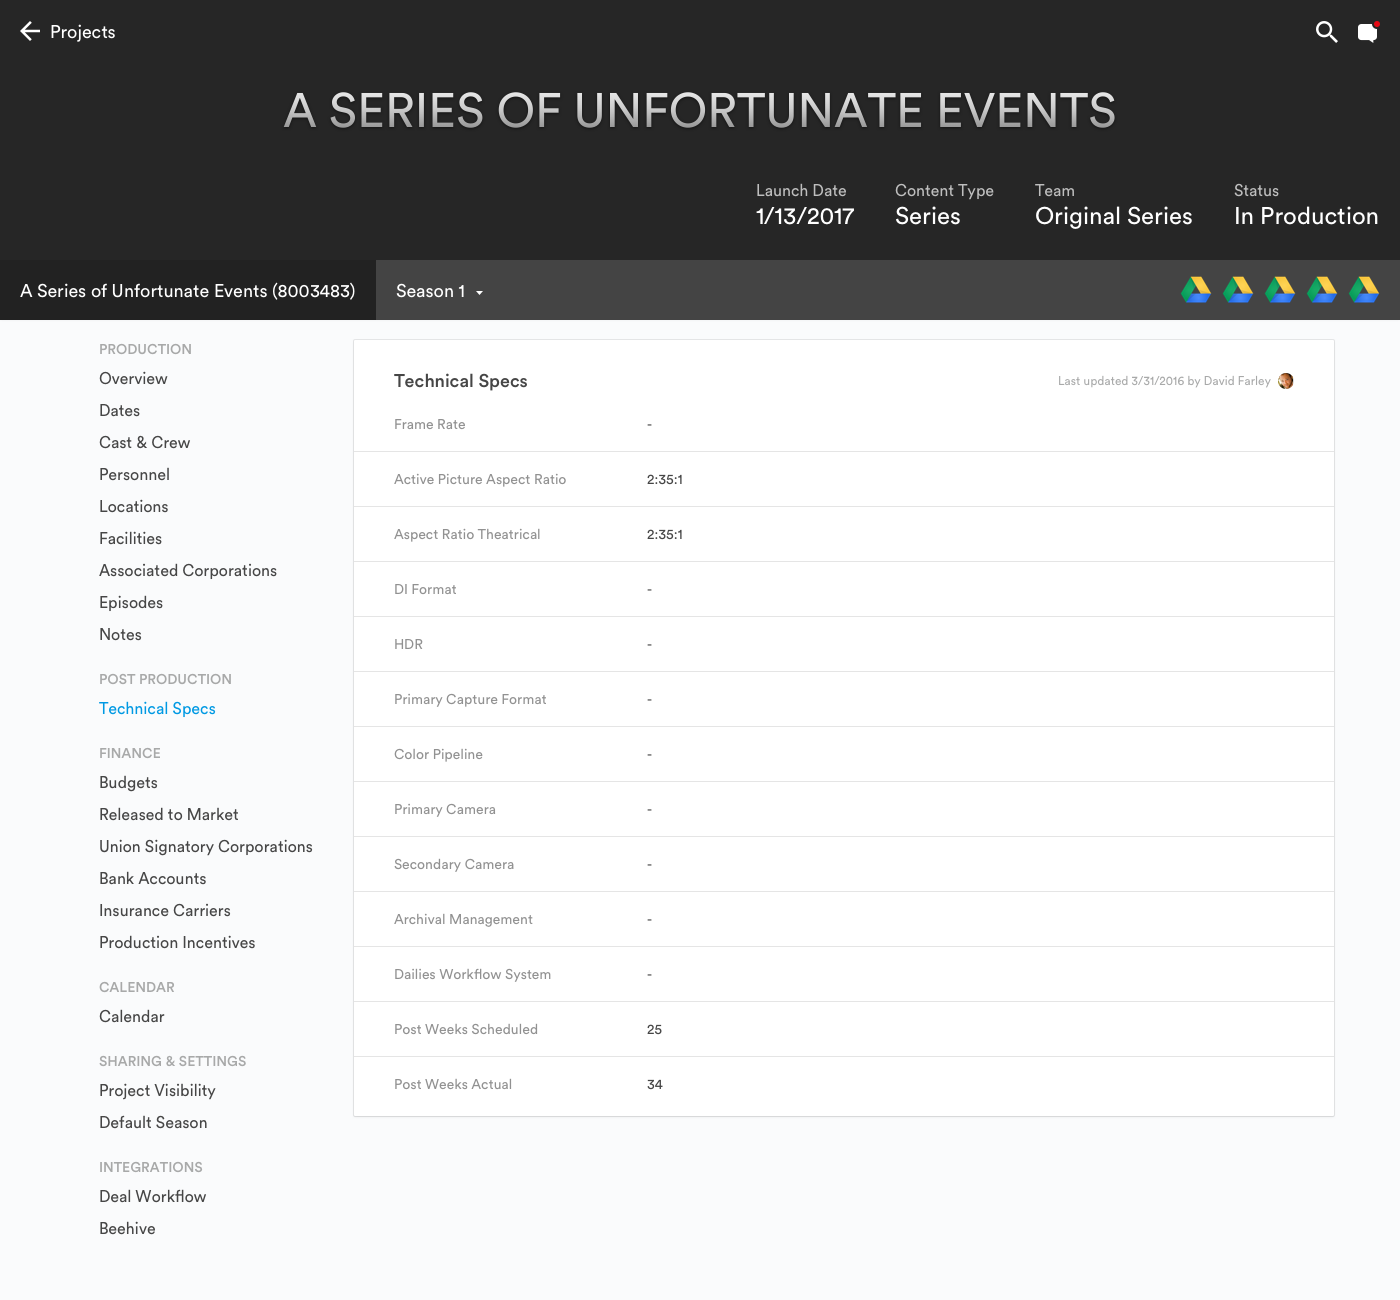 Projects
A SERIES OF UNFORTUNATE EVENTS
Launch Date Content Type Team Status
1/13/2017 Series Original Series In Production
A Series of Unfortunate Events (8003483) Season 1
PRODUCTION
Overview
Dates
Cast & Crew
Personnel
Locations
Facilities
Associated Corporations
Episodes
Notes
POST PRODUCTION
Technical Specs
FINANCE
Budgets
Released to Market
Union Signatory Corporations
Bank Accounts
Insurance Carriers
Production Incentives
CALENDAR
Calendar
SHARING & SETTINGS
Project Visibility
Default Season
INTEGRATIONS
Deal Workflow
Beehive
Technical Specs Last updated 3/31/2016 by David Farley
Frame Rate -
Active Picture Aspect Ratio 2:35:1
Aspect Ratio Theatrical 2:35:1
DI Format -
HDR -
Primary Capture Format -
Color Pipeline -
Primary Camera -
Secondary Camera -
Archival Management -
Dailies Workflow System -
Post Weeks Scheduled 25
Post Weeks Actual 34